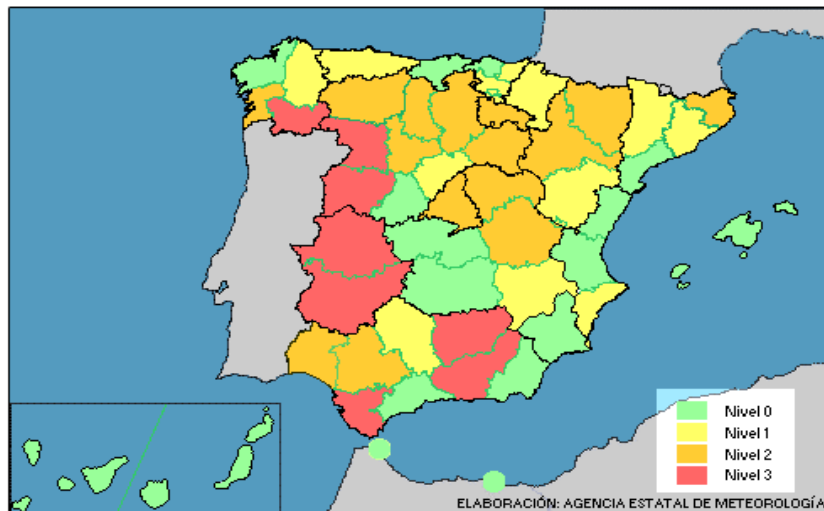 Nivel 0
Nivel 1
Nivel 2
Nivel 3
ELABORACIÓN: AGENCIA ESTATAL DE METEOROLOGÍA